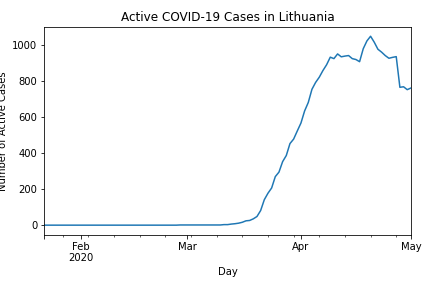 Active COVID-19 Cases in Lithuania
Number of Active Cases
1000
800
600
400
200
0
Feb
2020
Mar
Apr
May
Day